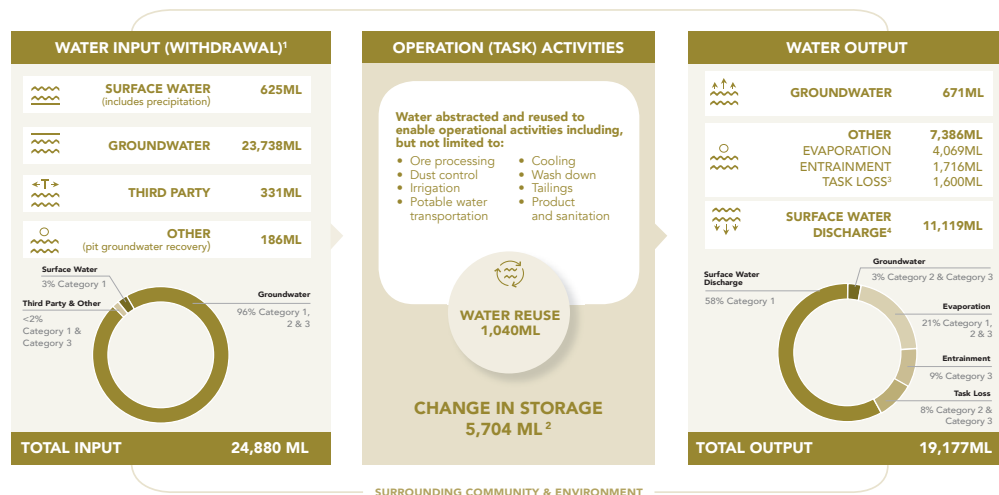 WATER INPUT (WITHDRAWAL)¹
SURFACE WATER
(includes precipitation)
625ML
GROUNDWATER
23,738ML
←T→
THIRD PARTY
331ML
OTHER
(pit groundwater recovery)
186ML
Surface Water
3% Category 1
Third Party & Other
<2%
Category 1 &
Category 3
Groundwater
96% Category 1,
2 & 3
TOTAL INPUT
24,880 ML
OPERATION (TASK) ACTIVITIES
Water abstracted and reused to
enable operational activities including,
but not limited to:
• Ore processing
• Dust control
• Irrigation
• Potable water
transportation
• Cooling
• Wash down
• Tailings
• Product
and sanitation
WATER REUSE
1,040ML
CHANGE IN STORAGE
5,704 ML ²
WATER OUTPUT
GROUNDWATER
671ML
OTHER 7,386ML
EVAPORATION 4,069ML
ENTRAINMENT 1,716ML
TASK LOSS³ 1,600ML
SURFACE WATER
DISCHARGE⁴
11,119ML
Surface Water
Discharge
58% Category 1
Groundwater
3% Category 2 & Category 3
Evaporation
21% Category 1,
2 & 3
Entrainment
9% Category 3
Task Loss
8% Category 2 &
Category 3
TOTAL OUTPUT
19,177ML
SURROUNDING COMMUNITY & ENVIRONMENT